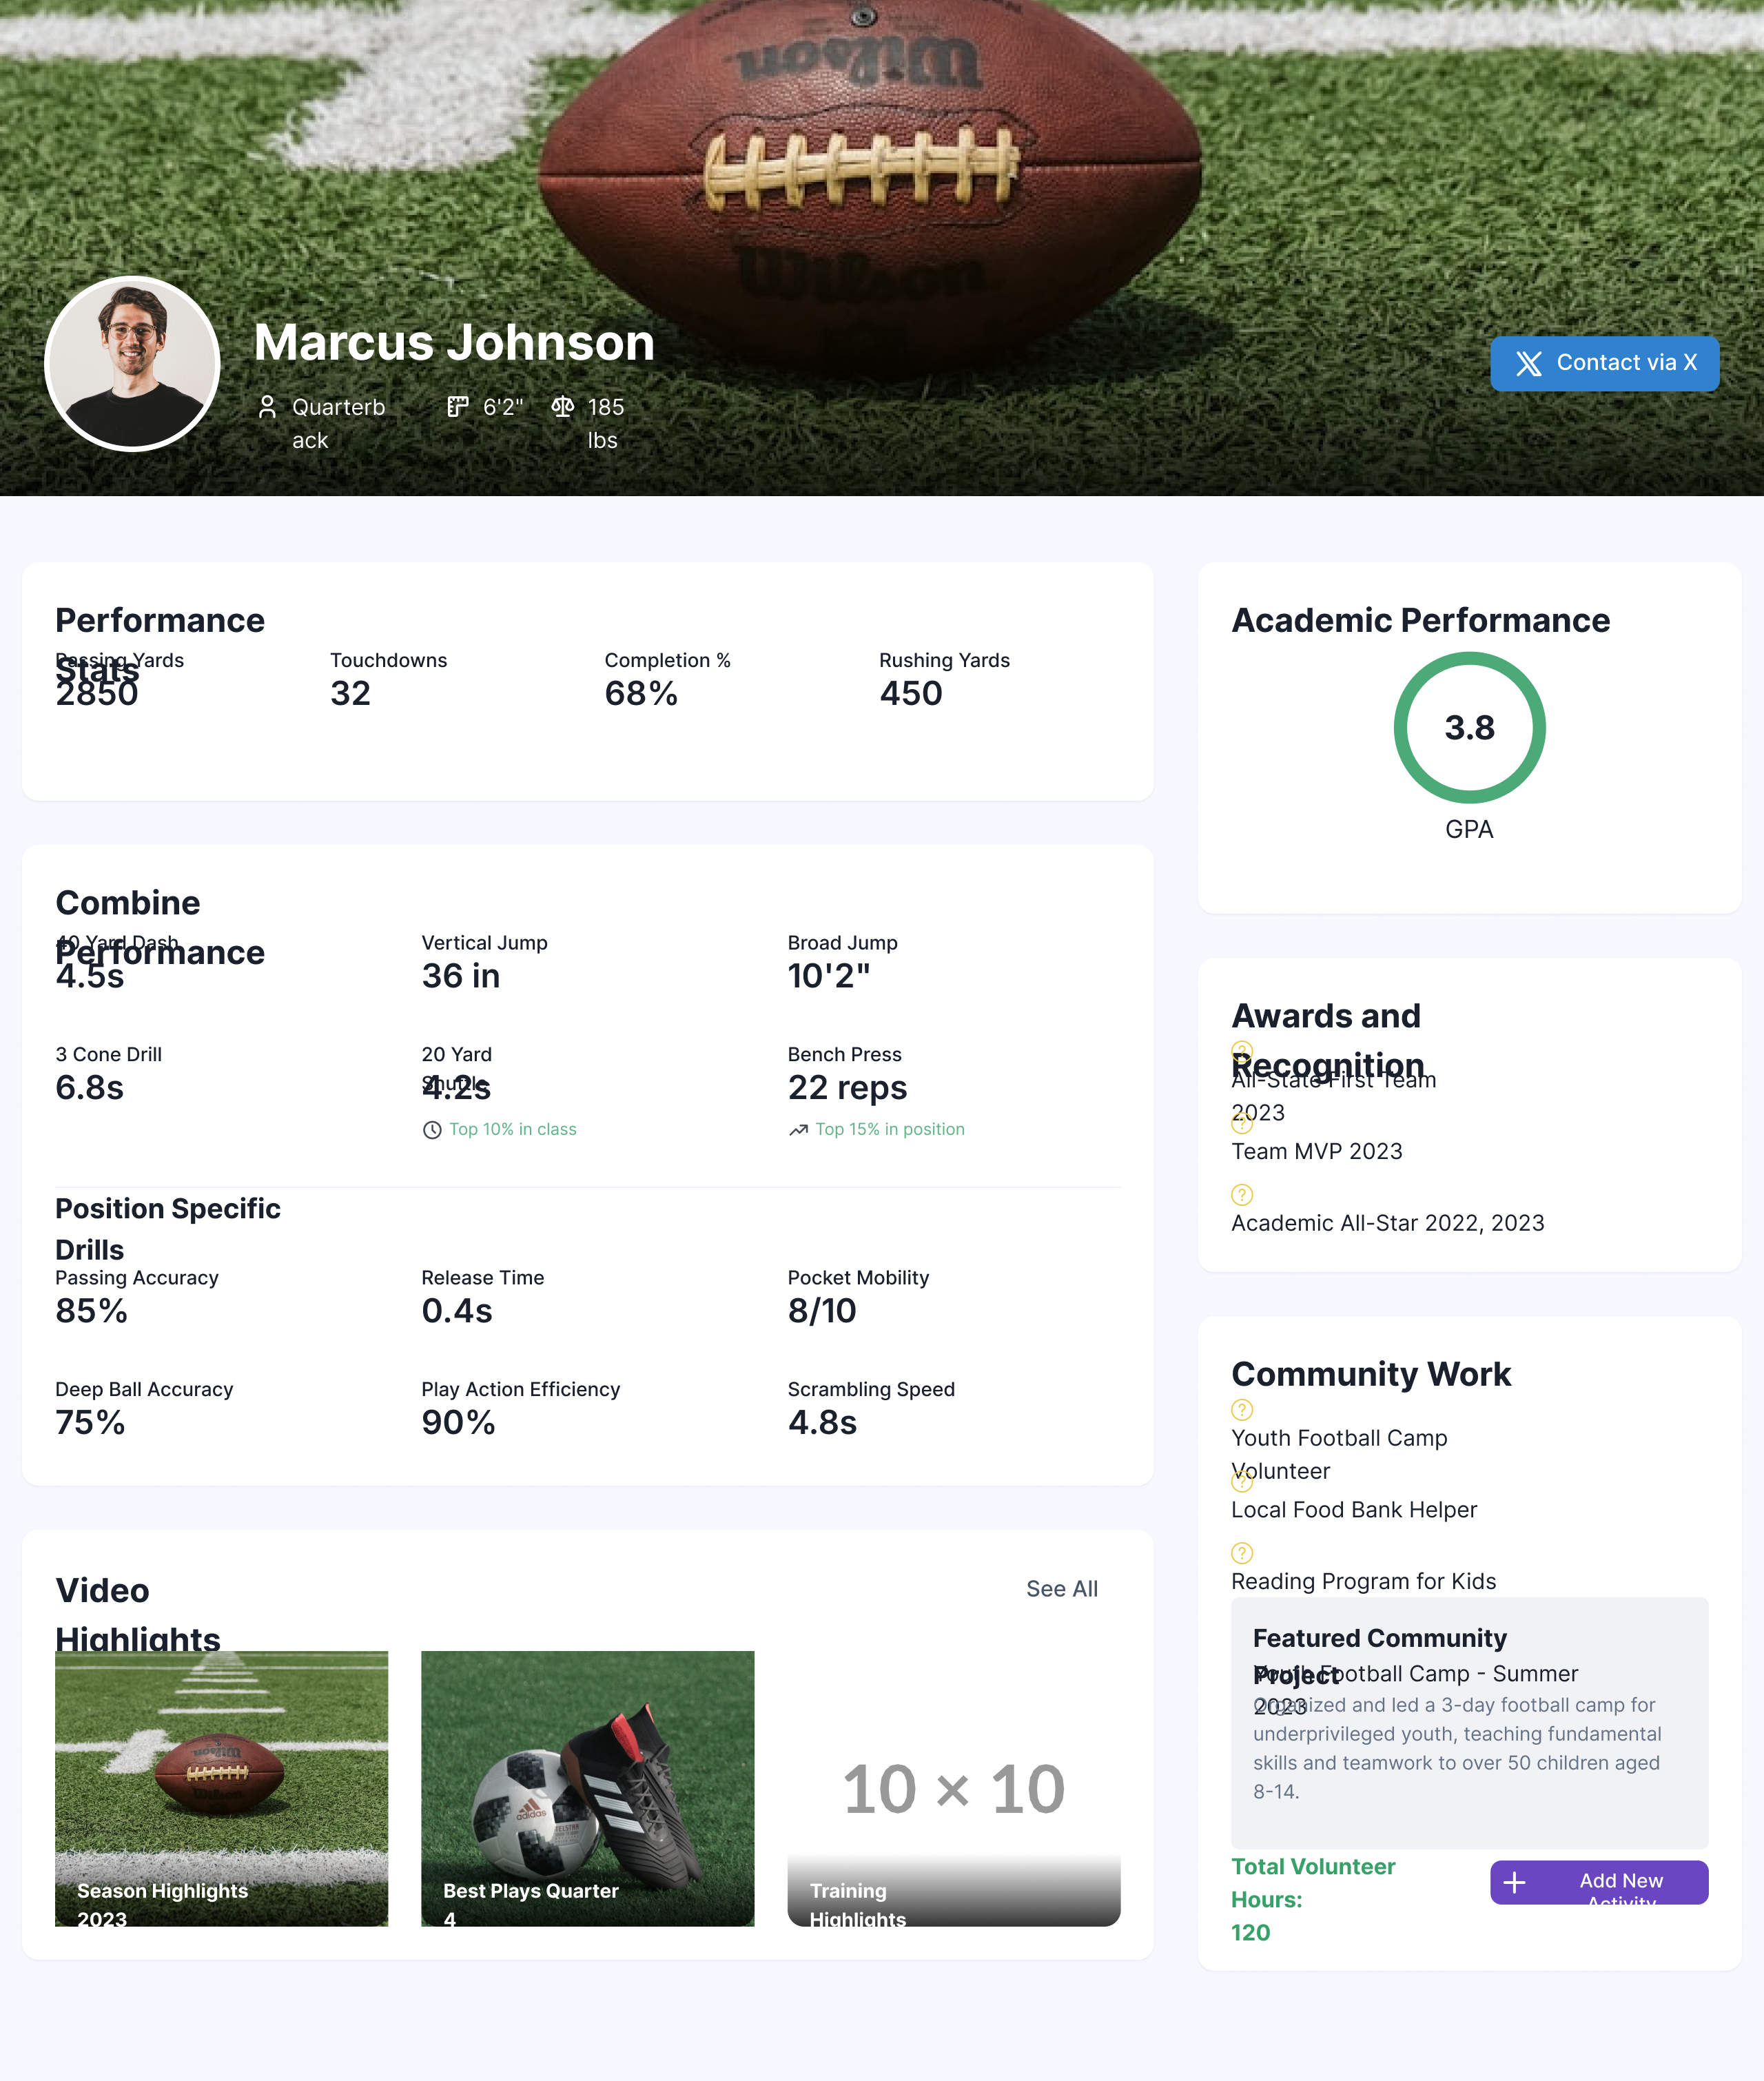 Wilson
Wilson
Marcus Johnson
Quarterb
ack
6'2"
185
lbs
Contact via X
Performance
Stats
Passing Yards
2850
Touchdowns
32
Completion %
68%
Rushing Yards
450
Combine
Performance
40 Yard Dash
4.5s
Vertical Jump
36 in
Broad Jump
10'2"
3 Cone Drill
6.8s
20 Yard
Shuttle
4.2s
Top 10% in class
Bench Press
22 reps
Top 15% in position
Position Specific
Drills
Passing Accuracy
85%
Release Time
0.4s
Pocket Mobility
8/10
Deep Ball Accuracy
75%
Play Action Efficiency
90%
Scrambling Speed
4.8s
Video
Highlights
See All
Wilson
Wilson
Season Highlights
2023
adidas
TELSTAR
Best Plays Quarter
4
10 × 10
Training
Highlights
Academic Performance
3.8
GPA
Awards and
Recognition
?
All-State First Team
2023
?
Team MVP 2023
?
Academic All-Star 2022, 2023
Community Work
?
Youth Football Camp
Volunteer
?
Local Food Bank Helper
?
Reading Program for Kids
Featured Community
Project
Youth Football Camp - Summer
2023
Organized and led a 3-day football camp for
underprivileged youth, teaching fundamental
skills and teamwork to over 50 children aged
8-14.
Total Volunteer
Hours:
120
Add New
Activity